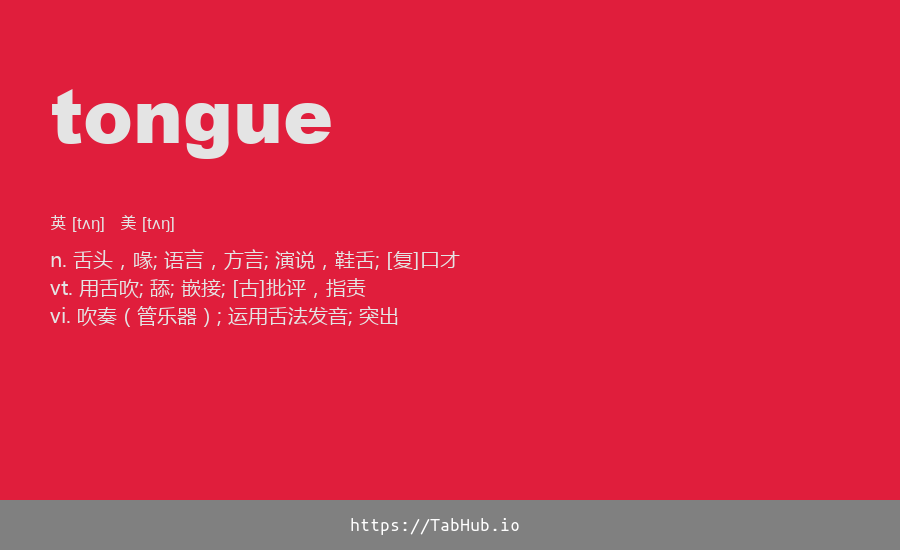 tongue
英 [tʌŋ] 美 [tʌŋ]
n. 舌头，喙; 语言，方言; 演说，鞋舌; [复]口才
vt. 用舌吹; 舔; 嵌接; [古]批评，指责
vi. 吹奏（管乐器）; 运用舌法发音; 突出
https://TabHub.io